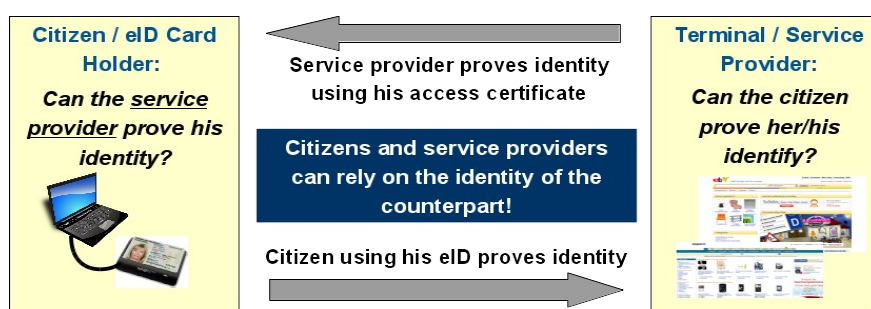 Citizen / eID Card
Holder:
Can the service
provider prove his
identity?
Service provider proves identity
using his access certificate
Citizens and service providers
can rely on the identity of the
counterpart!
Citizen using his eID proves identity
Terminal / Service
Provider:
Can the citizen
prove her/his
identify?